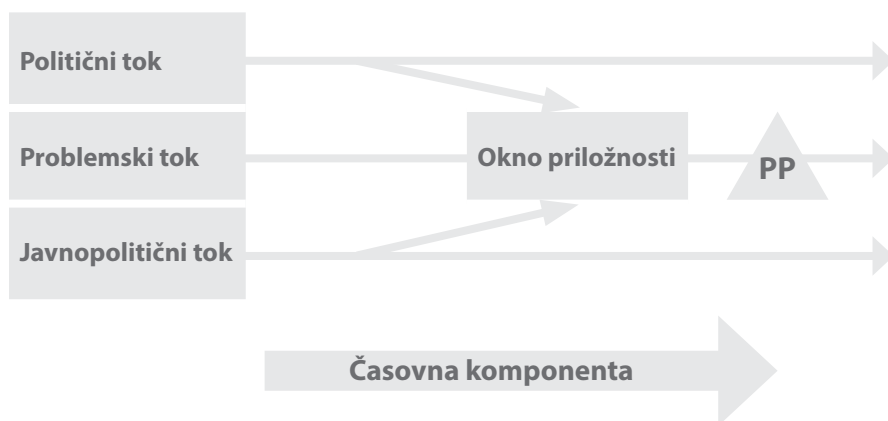 Politični tok
Problemski tok
Okno priložnosti
PP
Javnopolitični tok
Časovna komponenta